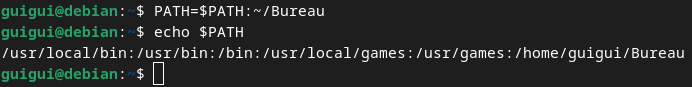 guigui@debian:~$ PATH=$PATH:~/Bureau
guigui@debian:~$ echo $PATH
/usr/local/bin:/usr/bin:/bin:/usr/local/games:/usr/games:/home/guigui/Bureau
guigui@debian:~$